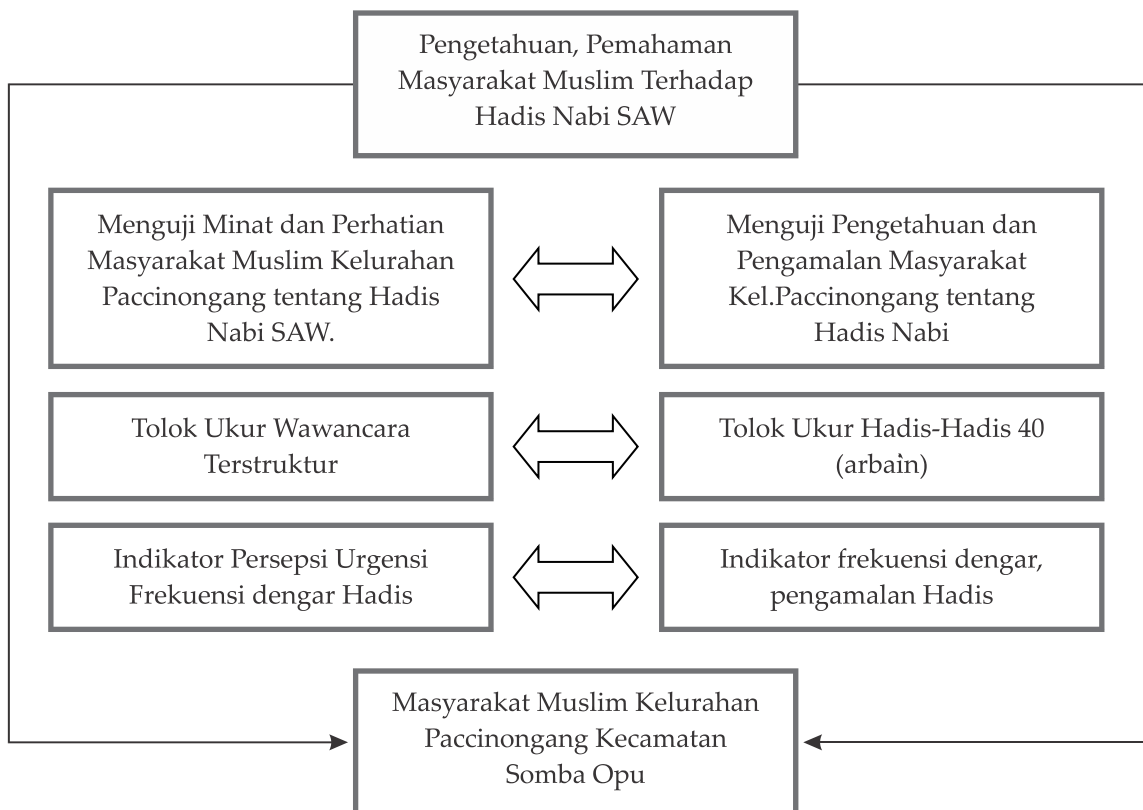 Pengetahuan, Pemahaman
Masyarakat Muslim Terhadap
Hadis Nabi SAW
Menguji Minat dan Perhatian
Masyarakat Muslim Kelurahan
Paccinongang tentang Hadis
Nabi SAW.
Menguji Pengetahuan dan
Pengamalan Masyarakat
Kel.Paccinongang tentang
Hadis Nabi
Tolok Ukur Wawancara
Terstruktur
Tolok Ukur Hadis-Hadis 40
(arbaìn)
Indikator Persepsi Urgensi
Frekuensi dengar Hadis
Indikator frekuensi dengar,
pengamalan Hadis
Masyarakat Muslim Kelurahan
Paccinongang Kecamatan
Somba Opu